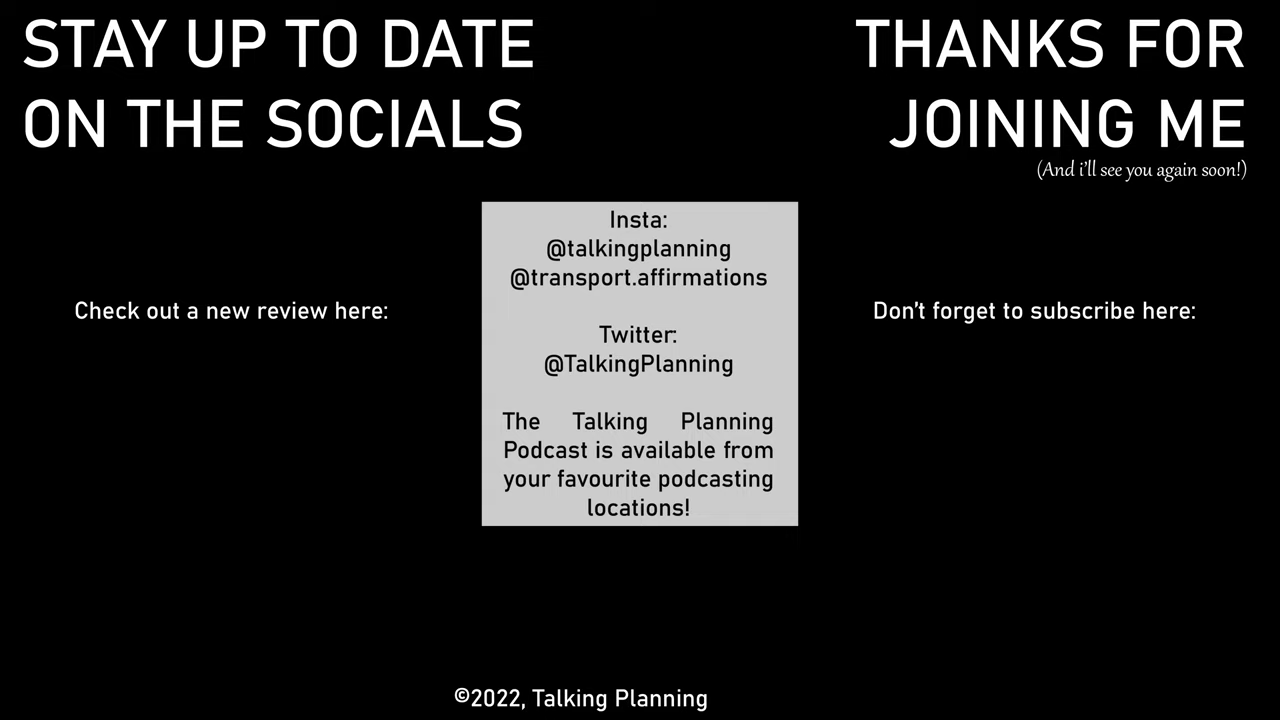 STAY UP TO DATE
ON THE SOCIALS
THANKS FOR
JOINING ME
(And i'll see you again soon!)
Check out a new review here:
Insta:
@talkingplanning
@transport.affirmations
Twitter:
@TalkingPlanning
The Talking Planning
Podcast is available from
your favourite podcasting
locations!
Don't forget to subscribe here:
©2022, Talking Planning